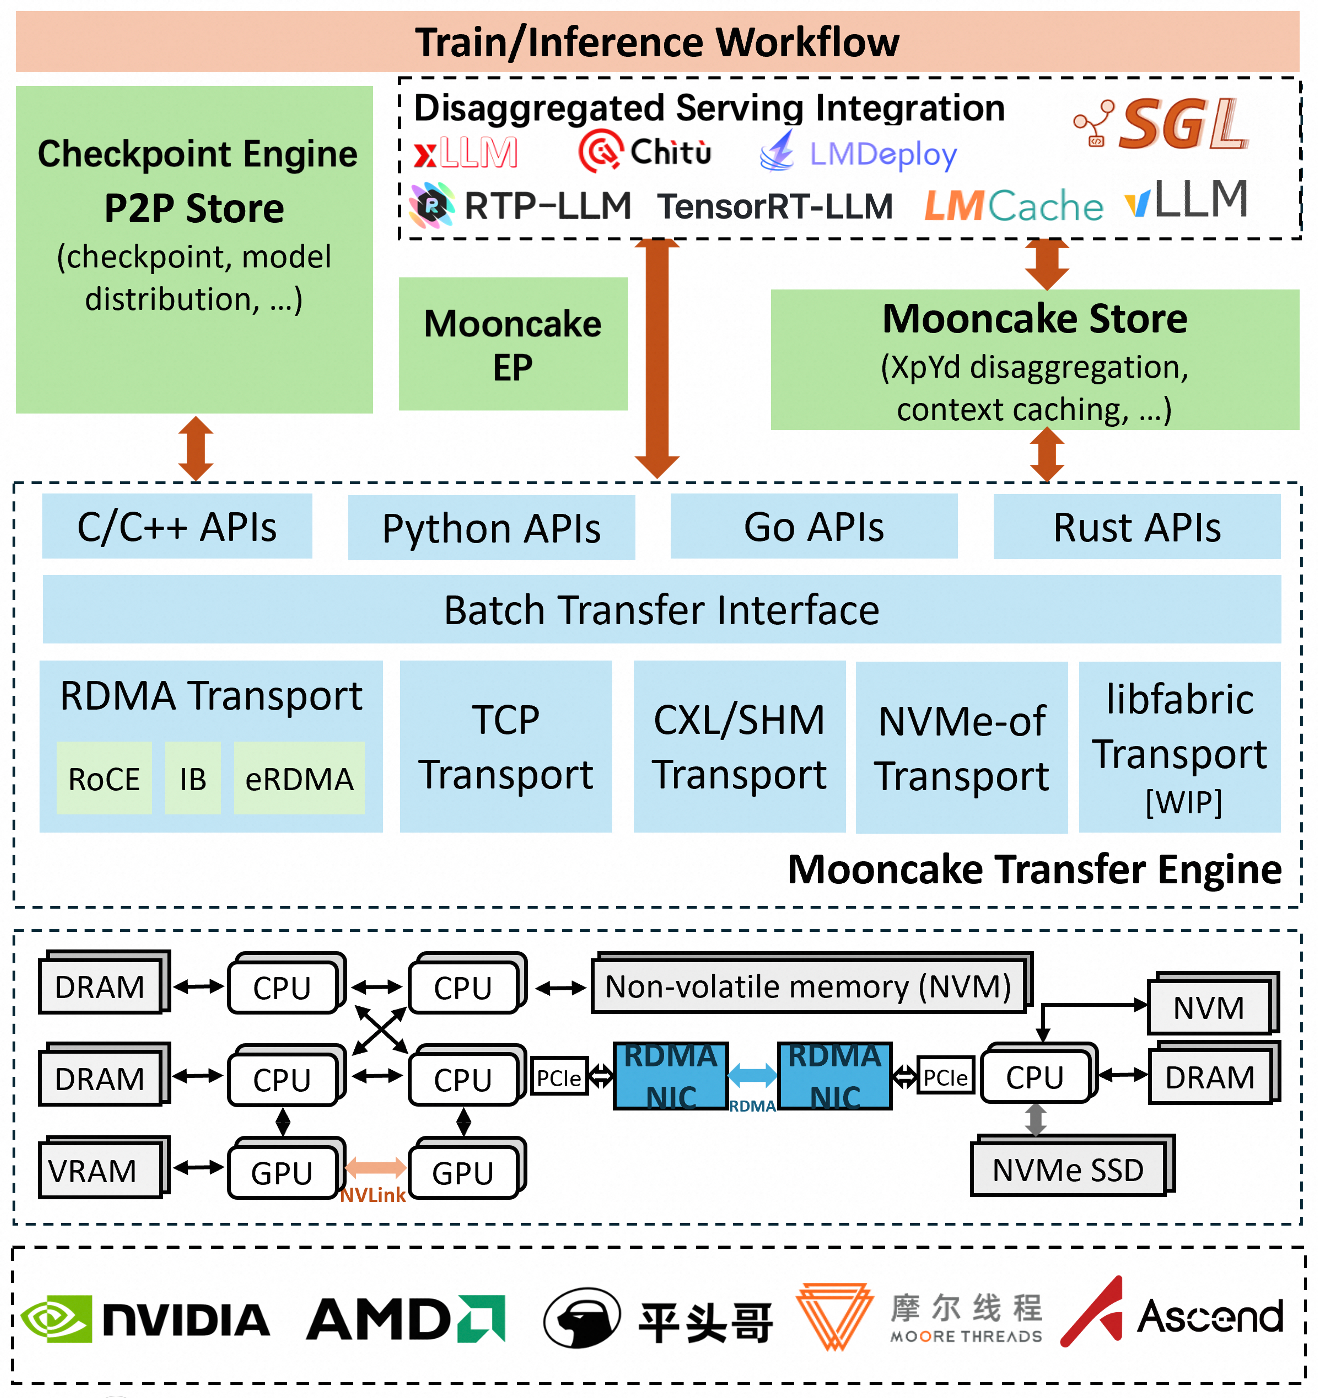 Train/Inference Workflow
Checkpoint Engine
P2P Store
(checkpoint, model
distribution, ...)
Disaggregated Serving Integration
SGL
xLLM
Chitù
LMDeploy
RTP-LLM
TensorRT-LLM
LMCache
vLLM
Mooncake
EP
Mooncake Store
(XpYd disaggregation,
context caching, ...)
C/C++ APIs
Python APIs
Go APIs
Rust APIs
Batch Transfer Interface
RDMA Transport
RoCE
IB
eRDMA
TCP
Transport
CXL/SHM
Transport
NVMe-of
Transport
libfabric
Transport
[WIP]
Mooncake Transfer Engine
DRAM
CPU
CPU
Non-volatile memory (NVM)
NVM
DRAM
CPU
CPU
PCIe
RDMA
NIC
RDMA
RDMA
NIC
PCIe
CPU
DRAM
VRAM
GPU
NVLink
GPU
NVMe SSD
NVIDIA
AMD
平头哥
摩尔线程
MOORE THREADS
Ascend